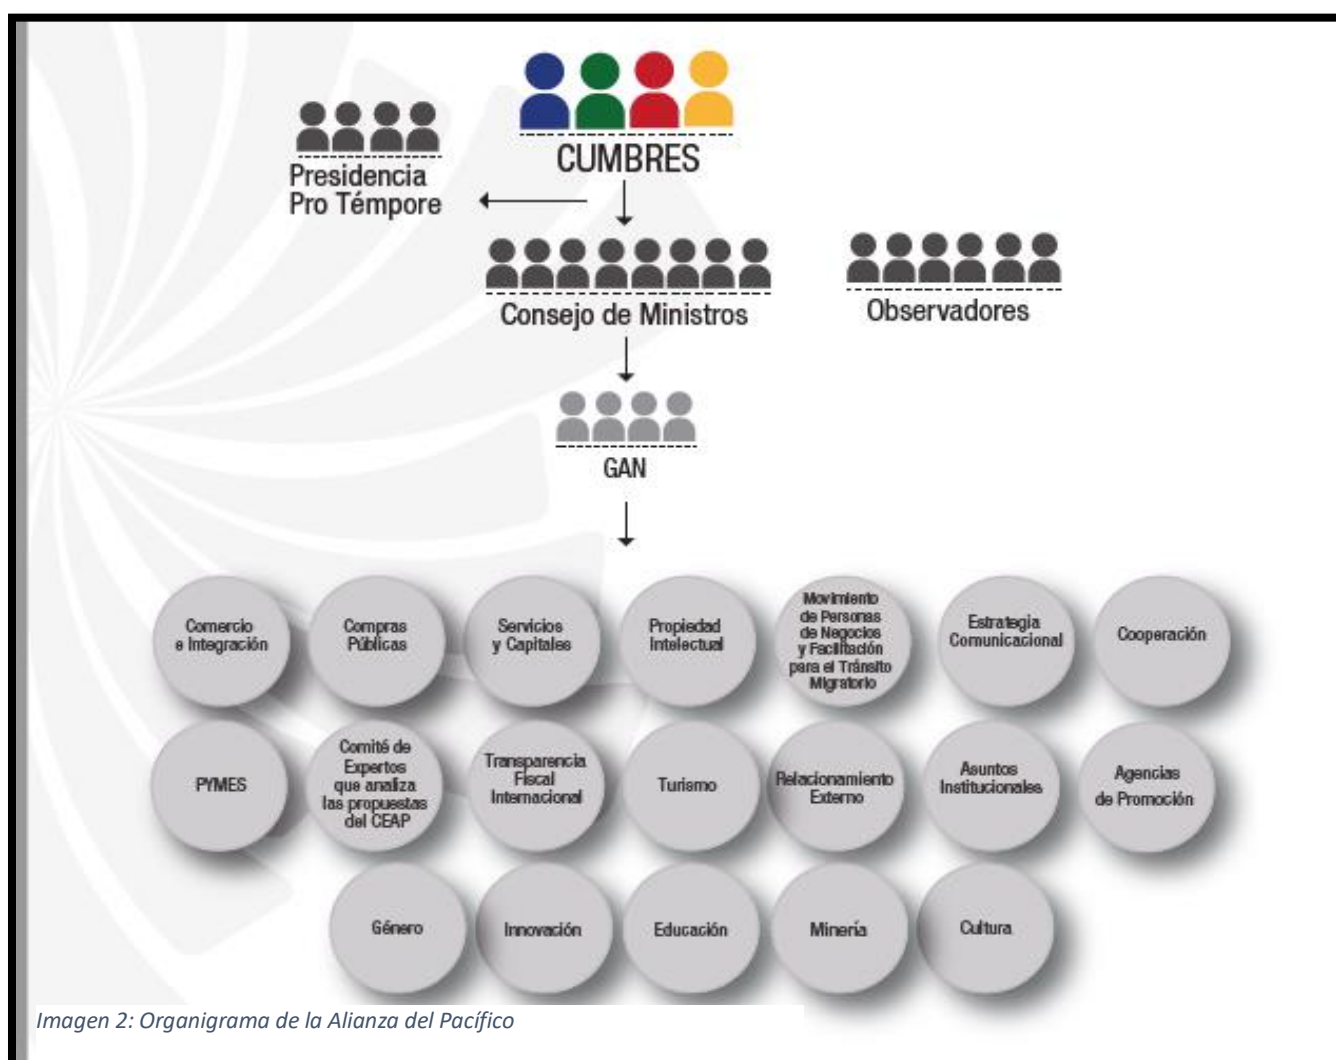 CUMBRES
Presidencia
Pro Témpore
Consejo de Ministros
Observadores
GAN
Comercio
e Integración
Compras
Públicas
Servicios
y Capitales
Propiedad
Intelectual
Movimiento
de Personas
de Negocios
y Facilitación
para el Tránsito
Migratorio
Estrategia
Comunicacional
Cooperación
PYMES
Comité de
Expertos
que analiza
las propuestas
del CEAP
Transparencia
Fiscal
Internacional
Turismo
Relacionamiento
Externo
Asuntos
Institucionales
Agencias
de Promoción
Género
Innovación
Educación
Minería
Cultura
Imagen 2: Organigrama de la Alianza del Pacífico